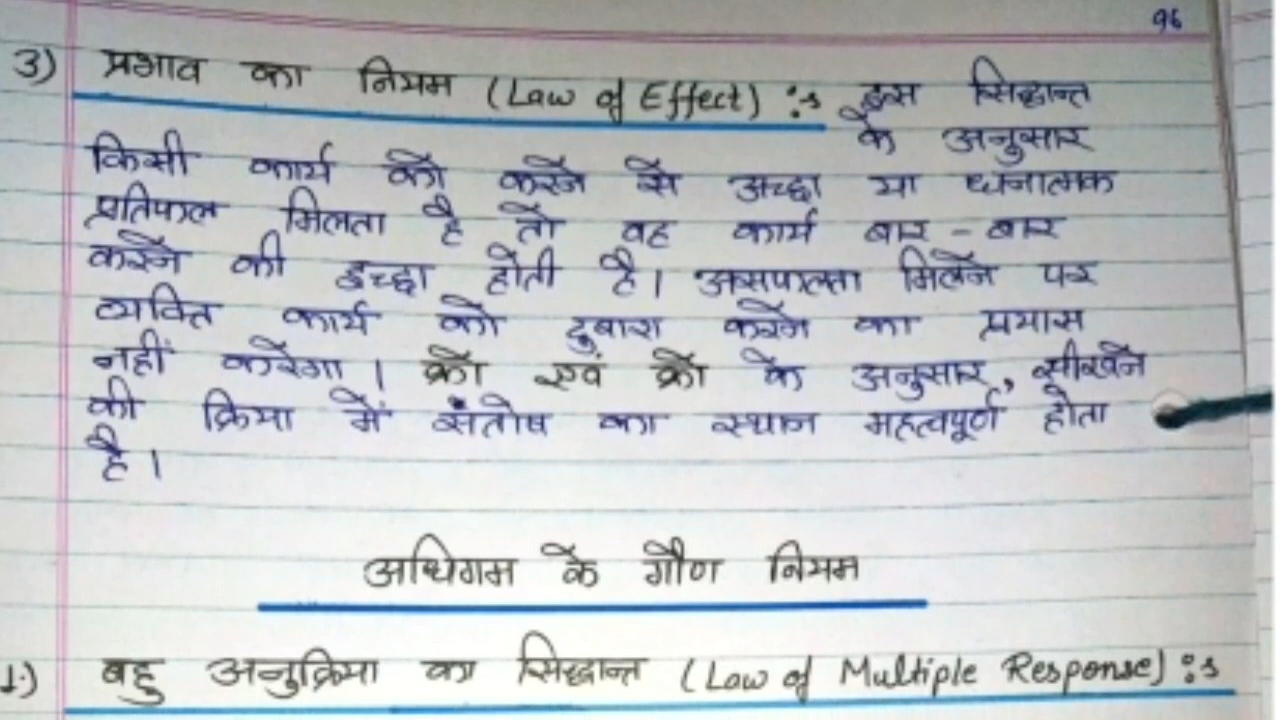 96
3) प्रभाव का नियम (Law of Effect) :→ इस सिद्धान्त
के अनुसार
किसी कार्य को करने से अच्छा या धनात्मक
प्रतिफल मिलता है तो वह कार्य बार - बार
करने की इच्छा होती है। असफलता मिलने पर
व्यक्ति कार्य को दुबारा करने का प्रयास
नहीं करेगा। क्रो एवं क्रो के अनुसार, सीखने
की क्रिया में संतोष का स्थान महत्वपूर्ण होता
है।
अधिगम के गौण नियम
1.) बहु अनुक्रिया का सिद्धान्त (Law of Multiple Response) :→